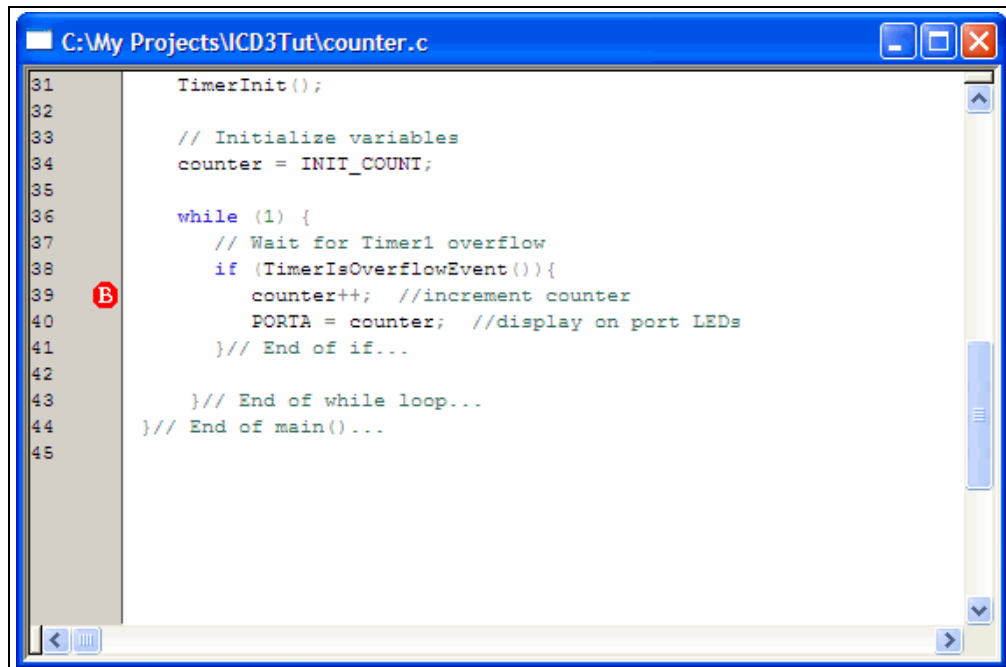 C:\My Projects\ICD3Tut\counter.c
31 TimerInit();
32
33 // Initialize variables
34 counter = INIT_COUNT;
35
36 while (1) {
37 // Wait for Timer1 overflow
38 if (TimerIsOverflowEvent()){
39 B counter++; //increment counter
40 PORTA = counter; //display on port LEDs
41 }// End of if...
42
43 }// End of while loop...
44 }// End of main()...
45